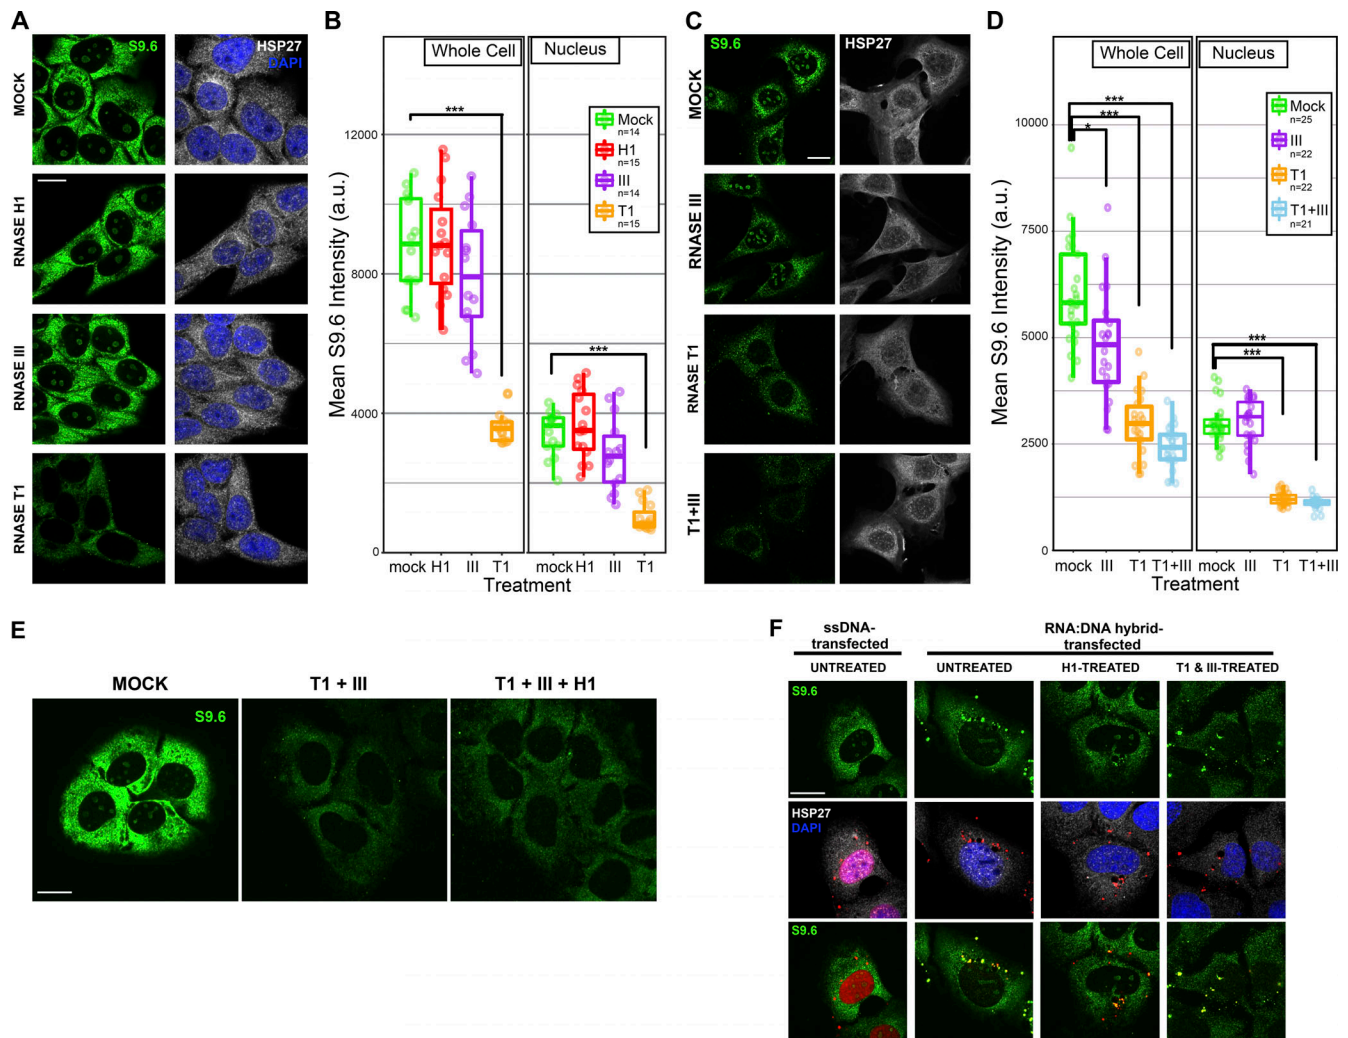 A
S9.6
HSP27
DAPI
MOCK
RNASE H1
RNASE III
RNASE T1
B
Whole Cell
Nucleus
Mean S9.6 Intensity (a.u.)
12000
8000
4000
0
***
***
Mock
n=14
H1
n=15
III
n=14
T1
n=15
mock H1 III T1
mock H1 III T1
Treatment
C
S9.6
HSP27
MOCK
RNASE III
RNASE T1
T1+III
D
Whole Cell
Nucleus
Mean S9.6 Intensity (a.u.)
10000
7500
5000
2500
0
***
***
*
***
***
Mock
n=25
III
n=22
T1
n=22
T1+III
n=21
mock III T1 T1+III
mock III T1 T1+III
Treatment
E
MOCK
T1 + III
T1 + III + H1
S9.6
F
ssDNA-
transfected
RNA:DNA hybrid-
transfected
UNTREATED
UNTREATED
H1-TREATED
T1 & III-TREATED
S9.6
HSP27
DAPI
S9.6